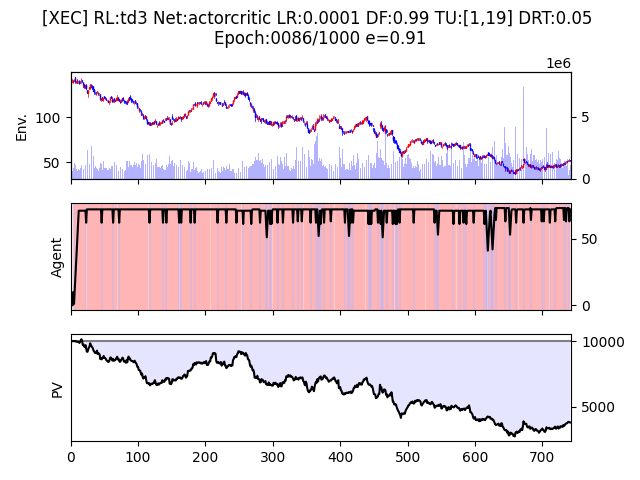 [XEC] RL:td3 Net:actorcritic LR:0.0001 DF:0.99 TU:[1,19] DRT:0.05
Epoch:0086/1000 e=0.91
1e6
Env.
100
50
5
0
Agent
50
0
PV
10000
5000
0 100 200 300 400 500 600 700